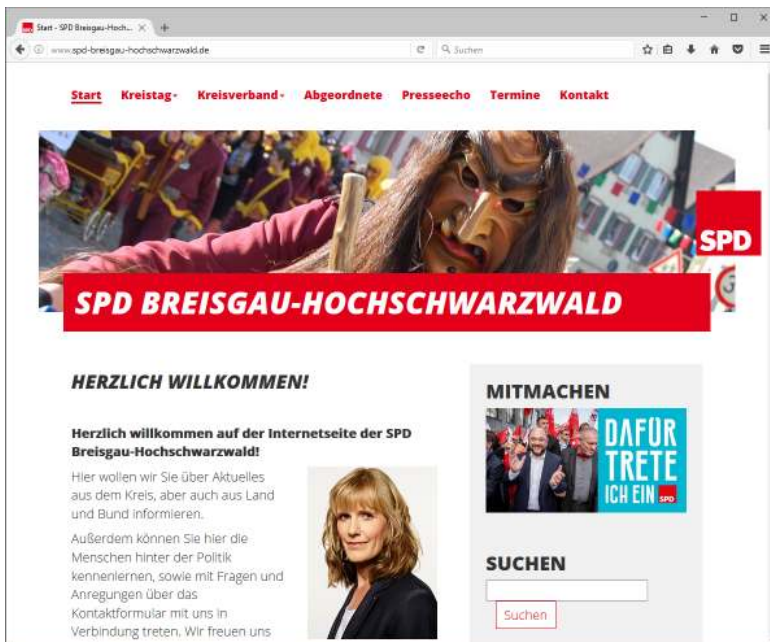 Start - SPD Breisgau-Hoch...
www.spd-breisgau-hochschwarzwald.de
Suchen
Start Kreistag Kreisverband Abgeordnete Presseecho Termine Kontakt
SPD
SPD BREISGAU-HOCHSCHWARZWALD
HERZLICH WILLKOMMEN!
Herzlich willkommen auf der Internetseite der SPD
Breisgau-Hochschwarzwald!
Hier wollen wir Sie über Aktuelles
aus dem Kreis, aber auch aus Land
und Bund informieren.
Außerdem können Sie hier die
Menschen hinter der Politik
kennenlernen, sowie mit Fragen und
Anregungen über das
Kontaktformular mit uns in
Verbindung treten. Wir freuen uns
MITMACHEN
DAFÜR
TRETE
ICH EIN SPD
SUCHEN
Suchen